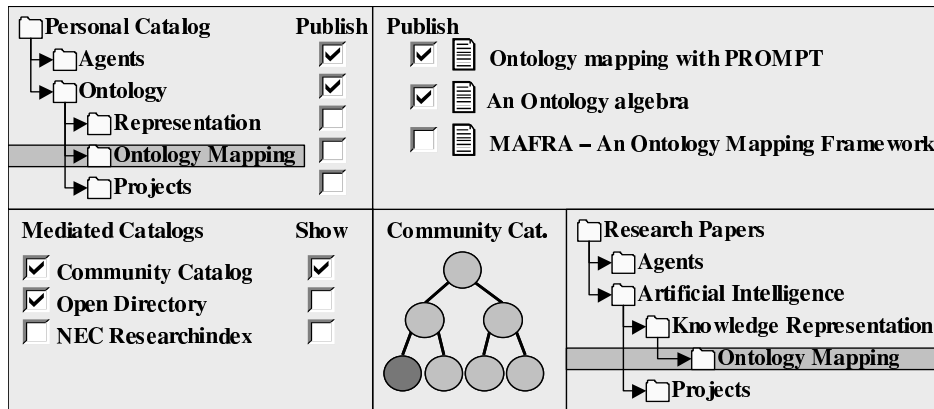 Personal Catalog Publish
Agents
Ontology
Representation
Ontology Mapping
Projects
Publish
Ontology mapping with PROMPT
An Ontology algebra
MAFRA – An Ontology Mapping Framework
Mediated Catalogs Show
Community Catalog
Open Directory
NEC Researchindex
Community Cat.
Research Papers
Agents
Artificial Intelligence
Knowledge Representation
Ontology Mapping
Projects